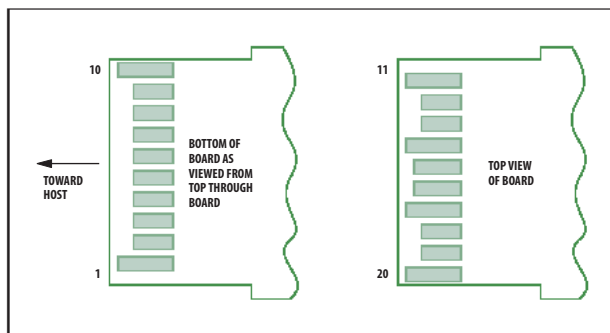 10
BOTTOM OF
BOARD AS
VIEWED FROM
TOP THROUGH
BOARD
TOWARD
HOST
1
11
TOP VIEW
OF BOARD
20